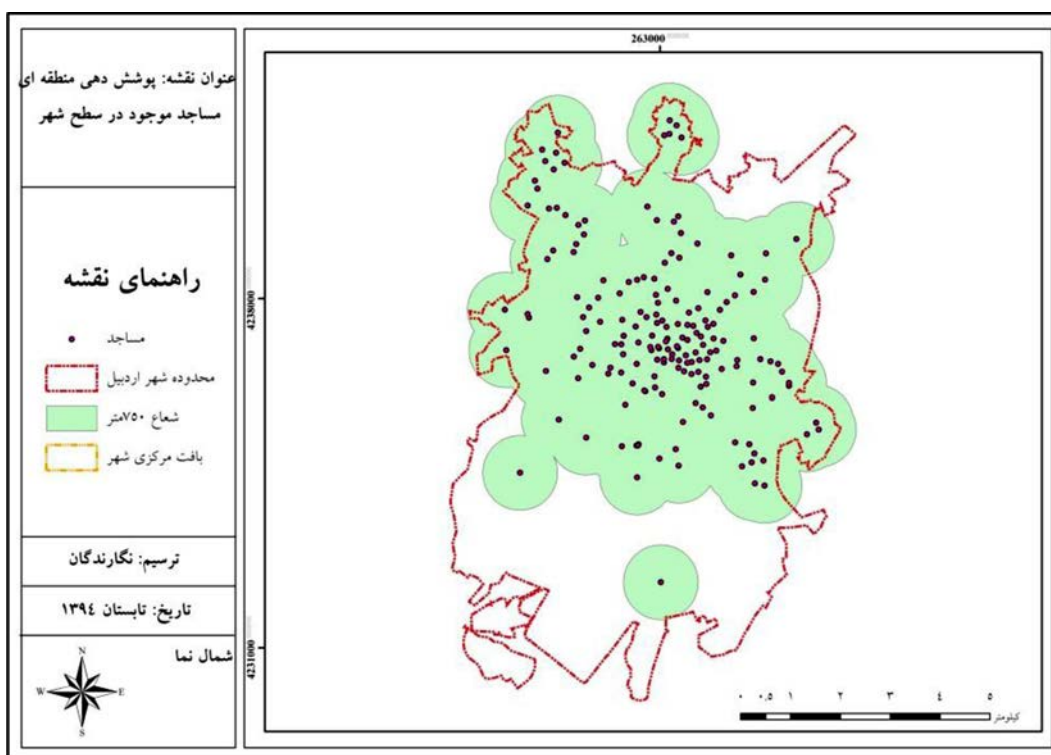 عنوان نقشه: پوشش دهی منطقه ای
مساجد موجود در سطح شهر
راهنمای نقشه
مساجد
محدوده شهر اردبیل
شعاع ۷۵۰متر
بافت مرکزی شهر
ترسیم: نگارندگان
تاریخ: تابستان ۱۳۹٤
شمال نما
N
W
E
S
263000
4238000
4231000
۰ ۰.۵ ۱ ۲ ۳ ٤ ۵
کیلومتر